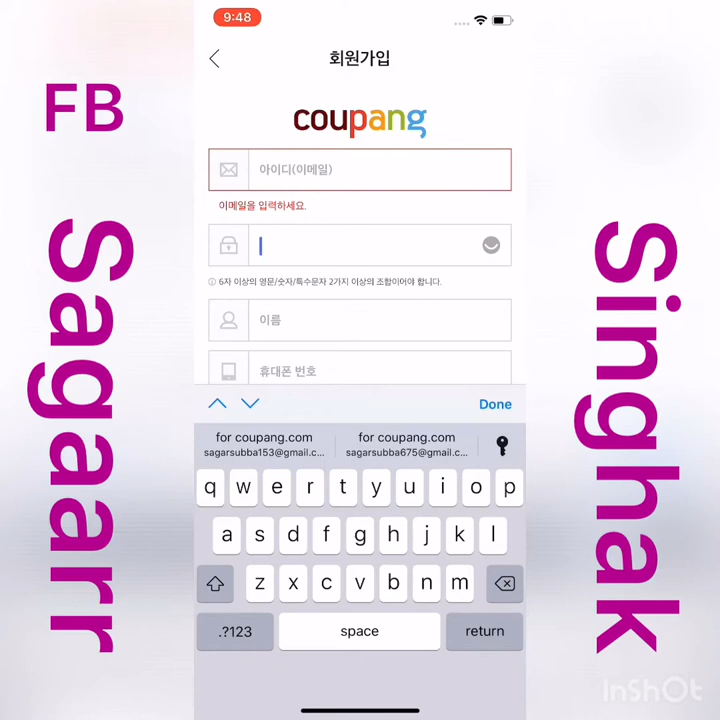 9:48
회원가입
FB
coupang
아이디(이메일)
이메일을 입력하세요.
6자 이상의 영문/숫자/특수문자 2가지 이상의 조합이어야 합니다.
이름
휴대폰 번호
Sagaarr
Singhak
Done
for coupang.com
sagarsubba153@gmail.c...
for coupang.com
sagarsubba675@gmail.c...
q w e r t y u i o p
a s d f g h j k l
z x c v b n m
.?123 space return
InShOt